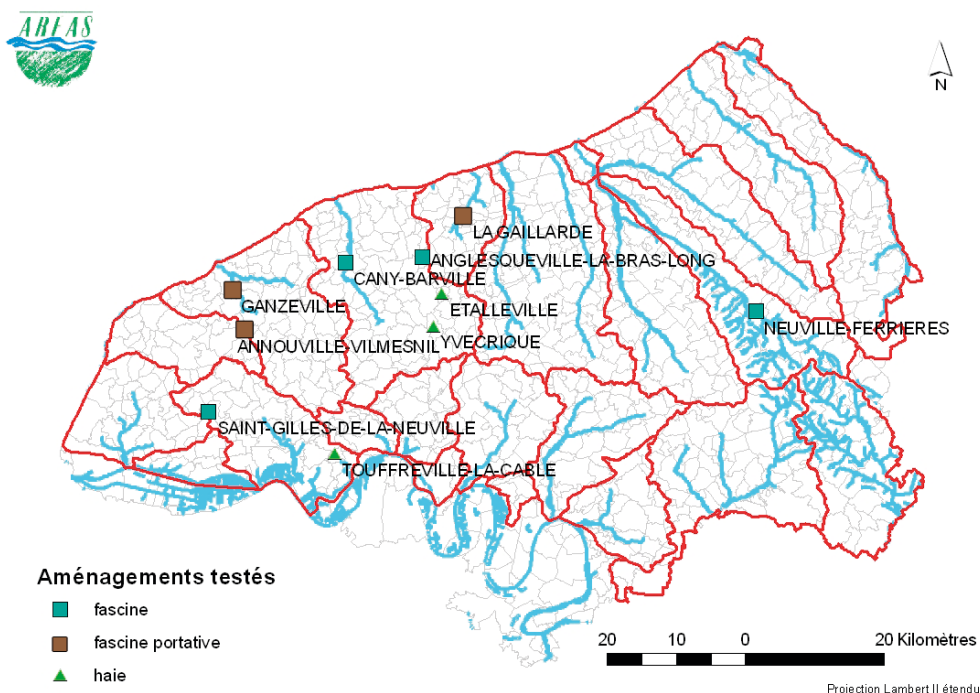 AREAS
N
LA GAILLARDE
ANGLESQUEVILLE-LA-BRAS-LONG
CANY-BARVILLE
GANZEVILLE
ETALLEVILLE
NEUVILLE-FERRIERES
ANNOUVILLE-VILMESNIL
YVECRIQUE
SAINT-GILLES-DE-LA-NEUVILLE
TOUFFREVILLE-LA-CABLE
Aménagements testés
fascine
fascine portative
haie
20 10 0 20 Kilomètres
Projection Lambert II étendu